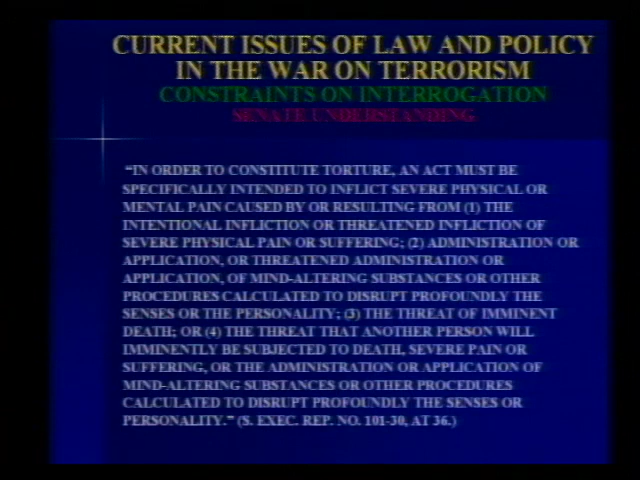 CURRENT ISSUES OF LAW AND POLICY
IN THE WAR ON TERRORISM
CONSTRAINTS ON INTERROGATION
SENATE UNDERSTANDING
“IN ORDER TO CONSTITUTE TORTURE, AN ACT MUST BE
SPECIFICALLY INTENDED TO INFLICT SEVERE PHYSICAL OR
MENTAL PAIN CAUSED BY OR RESULTING FROM (1) THE
INTENTIONAL INFLICTION OR THREATENED INFLICTION OF
SEVERE PHYSICAL PAIN OR SUFFERING; (2) ADMINISTRATION OR
APPLICATION, OR THREATENED ADMINISTRATION OR
APPLICATION, OF MIND-ALTERING SUBSTANCES OR OTHER
PROCEDURES CALCULATED TO DISRUPT PROFOUNDLY THE
SENSES OR THE PERSONALITY; (3) THE THREAT OF IMMINENT
DEATH; OR (4) THE THREAT THAT ANOTHER PERSON WILL
IMMINENTLY BE SUBJECTED TO DEATH, SEVERE PAIN OR
SUFFERING, OR THE ADMINISTRATION OR APPLICATION OF
MIND-ALTERING SUBSTANCES OR OTHER PROCEDURES
CALCULATED TO DISRUPT PROFOUNDLY THE SENSES OR
PERSONALITY.” (S. EXEC. REP. NO. 101-30, AT 36.)